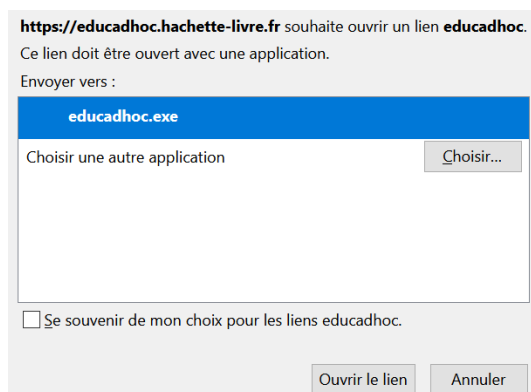 https://educadhoc.hachette-livre.fr souhaite ouvrir un lien educadhoc.
Ce lien doit être ouvert avec une application.
Envoyer vers :
educadhoc.exe
Choisir une autre application
Choisir...
Se souvenir de mon choix pour les liens educadhoc.
Ouvrir le lien
Annuler